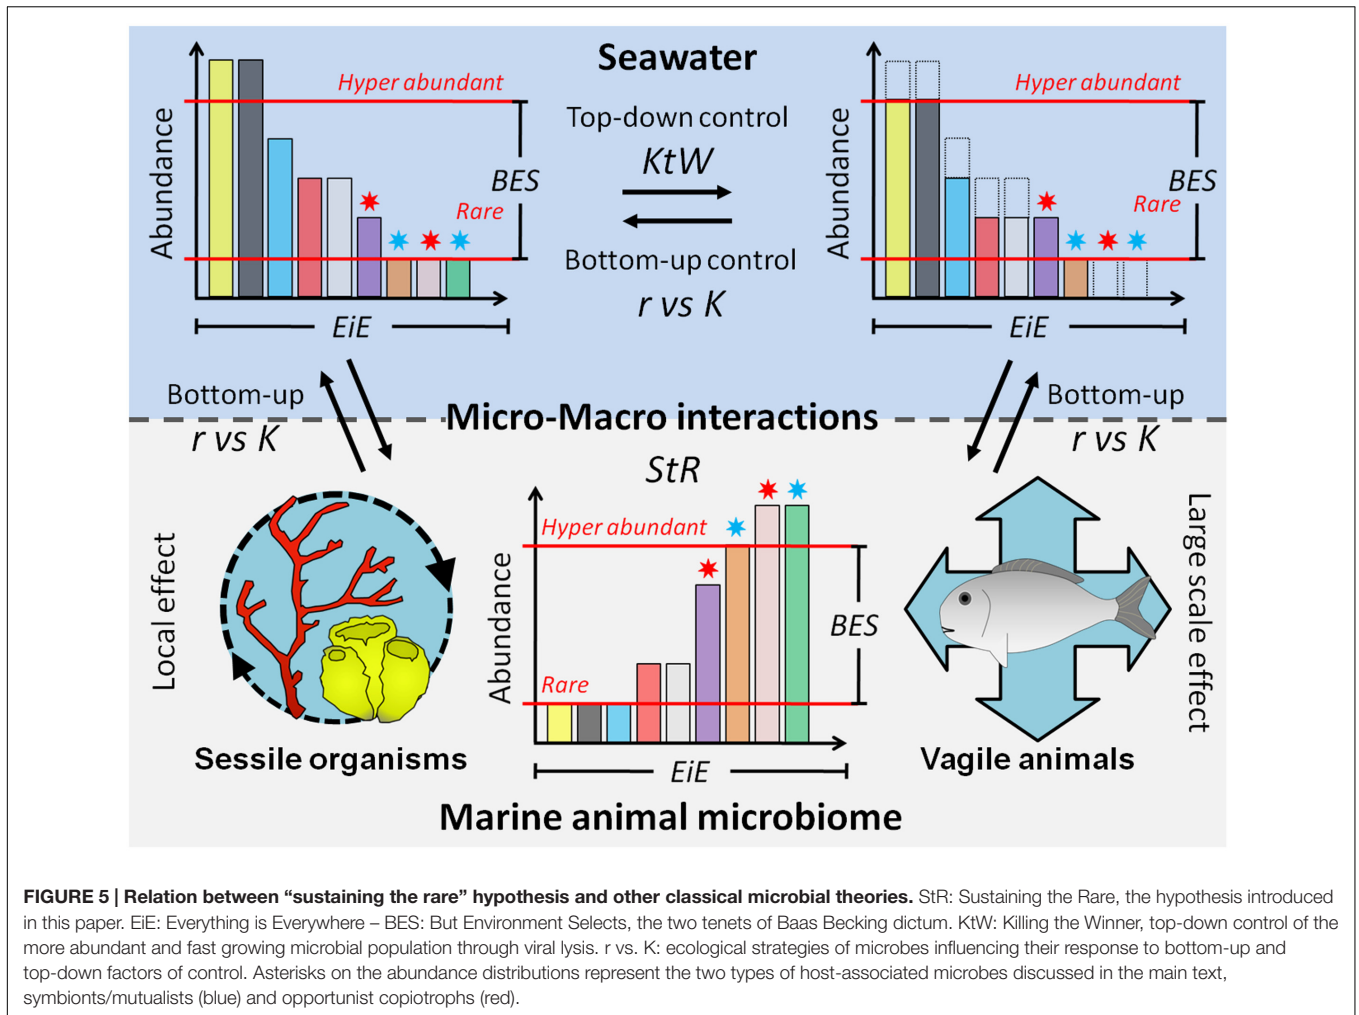 Seawater
Abundance
Hyper abundant
BES
Rare
EiE
Top-down control
KtW
Bottom-up control
r vs K
Abundance
Hyper abundant
BES
Rare
EiE
Bottom-up
r vs K
Micro-Macro interactions
Bottom-up
r vs K
Local effect
Sessile organisms
StR
Abundance
Hyper abundant
BES
Rare
EiE
Large scale effect
Vagile animals
Marine animal microbiome
FIGURE 5 | Relation between “sustaining the rare” hypothesis and other classical microbial theories. StR: Sustaining the Rare, the hypothesis introduced
in this paper. EiE: Everything is Everywhere – BES: But Environment Selects, the two tenets of Baas Becking dictum. KtW: Killing the Winner, top-down control of the
more abundant and fast growing microbial population through viral lysis. r vs. K: ecological strategies of microbes influencing their response to bottom-up and
top-down factors of control. Asterisks on the abundance distributions represent the two types of host-associated microbes discussed in the main text,
symbionts/mutualists (blue) and opportunist copiotrophs (red).